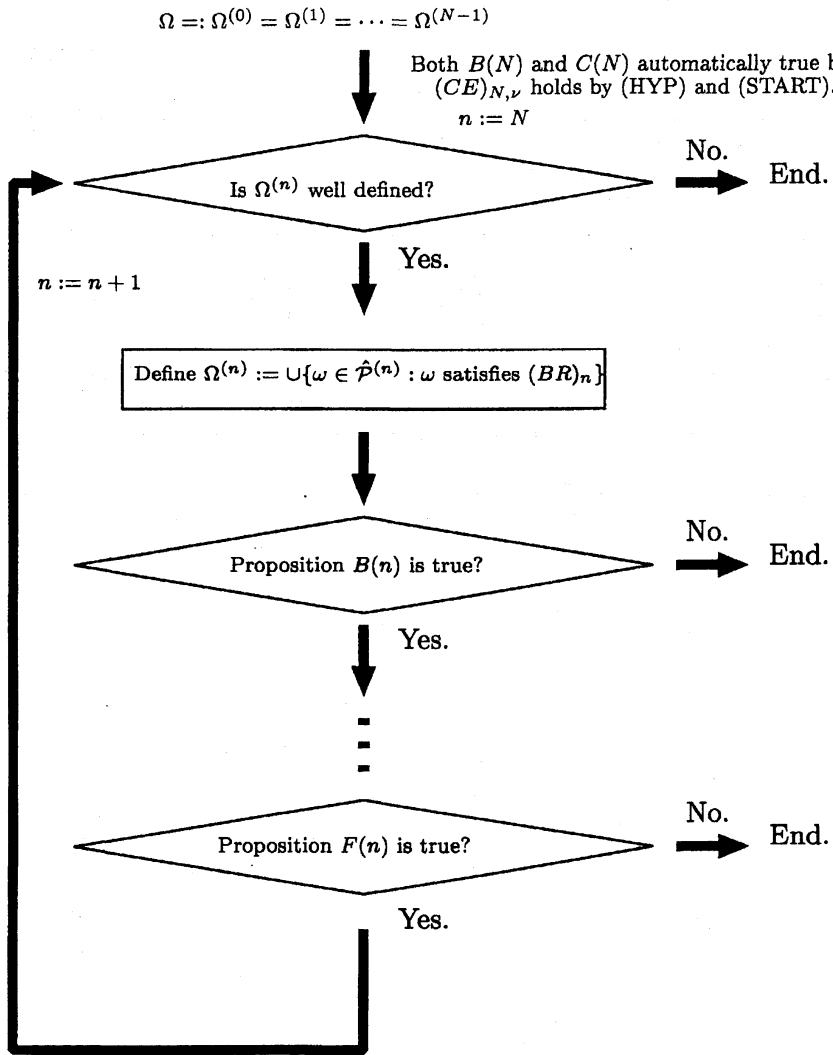 Ω =: Ω^{(0)} = Ω^{(1)} = ··· = Ω^{(N−1)}
Both B(N) and C(N) automatically true
(CE)_{N,ν} holds by (HYP) and (START).
n := N
Is Ω^{(n)} well defined?
No.
End.
Yes.
n := n + 1
Define Ω^{(n)} := ∪{ω ∈ \hat{𝒫}^{(n)} : ω satisfies (BR)_n}
Proposition B(n) is true?
No.
End.
Yes.
Proposition F(n) is true?
No.
End.
Yes.